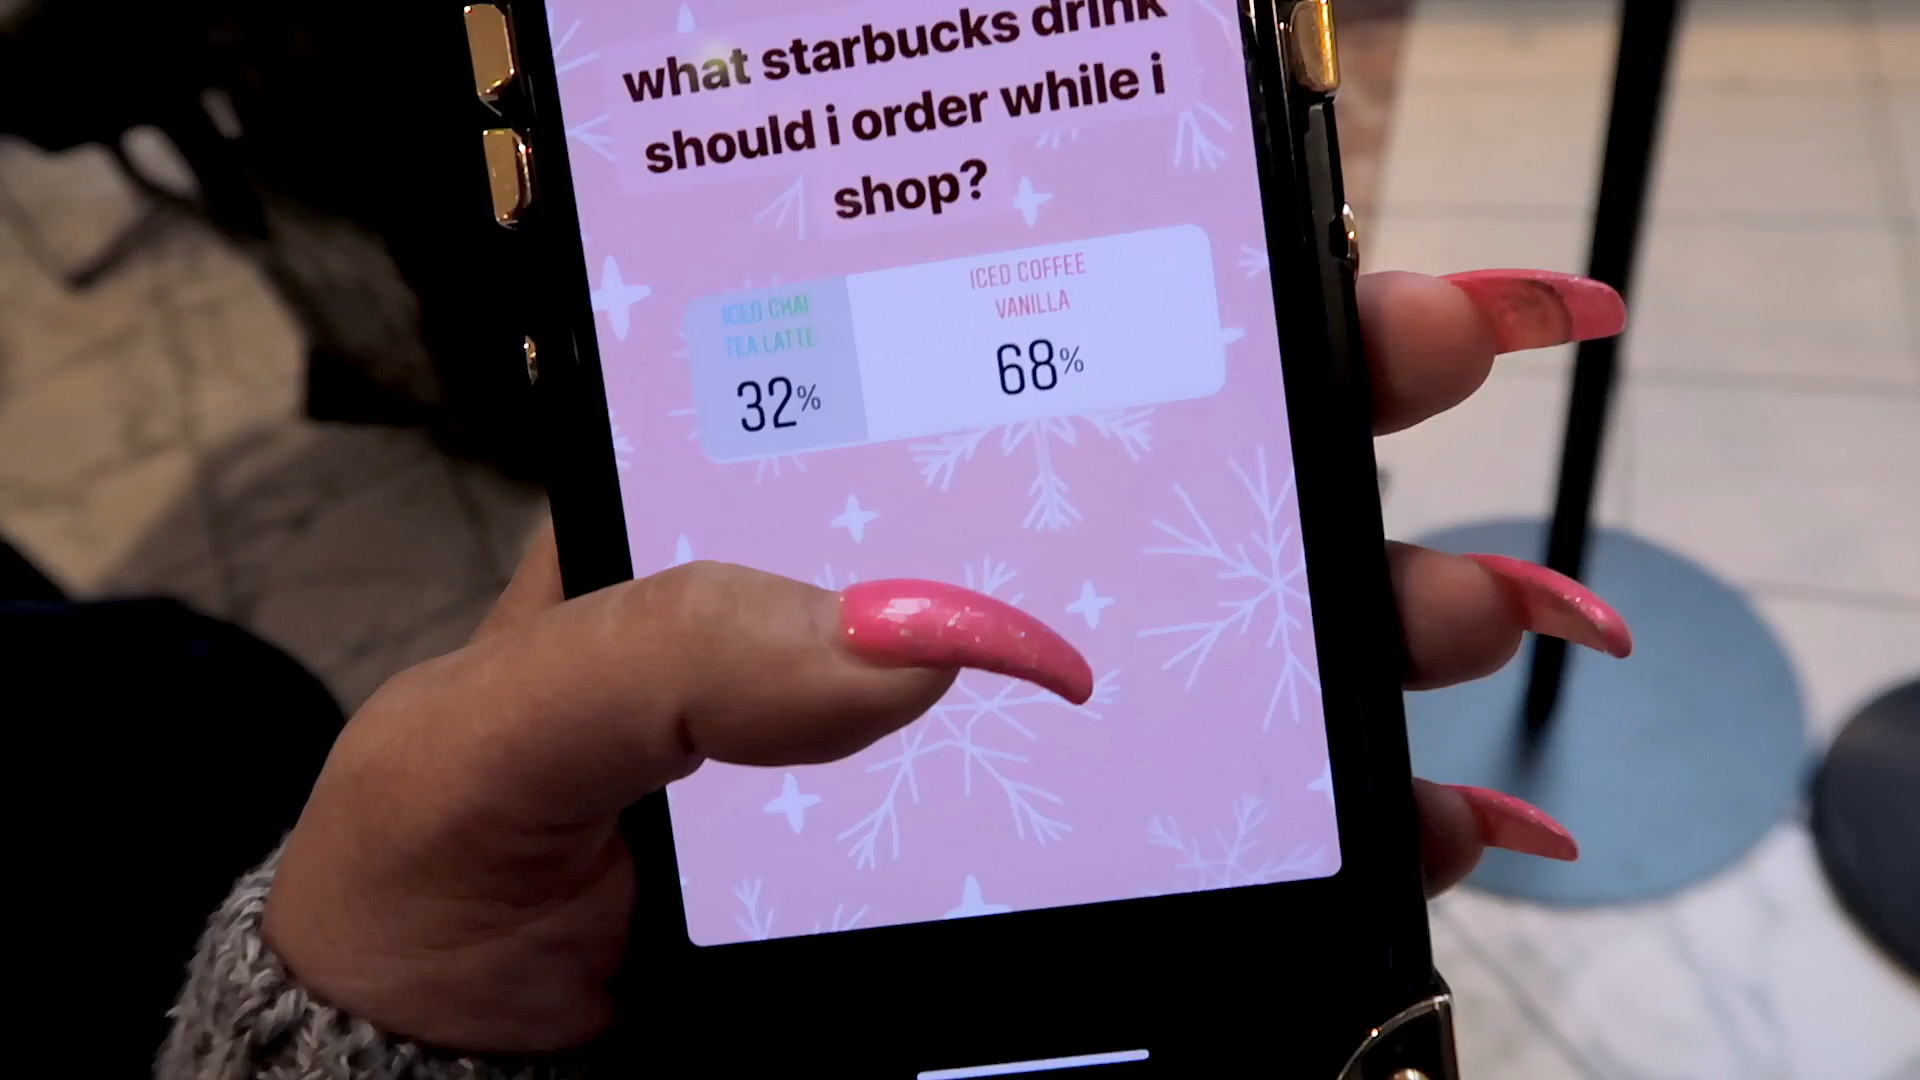 what starbucks drink
should i order while i
shop?
ICED CHAI
TEA LATTE
32%
ICED COFFEE
VANILLA
68%